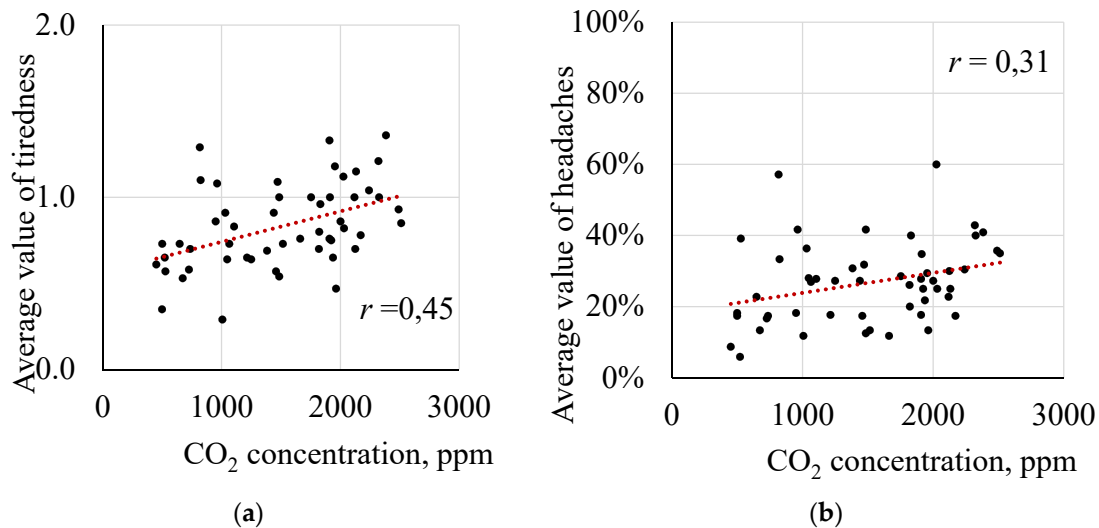 Average value of tiredness
2.0
1.0
0.0
0
1000
2000
3000
r =0,45
CO2 concentration, ppm
(a)
Average value of headaches
100%
80%
60%
40%
20%
0%
0
1000
2000
3000
r = 0,31
CO2 concentration, ppm
(b)